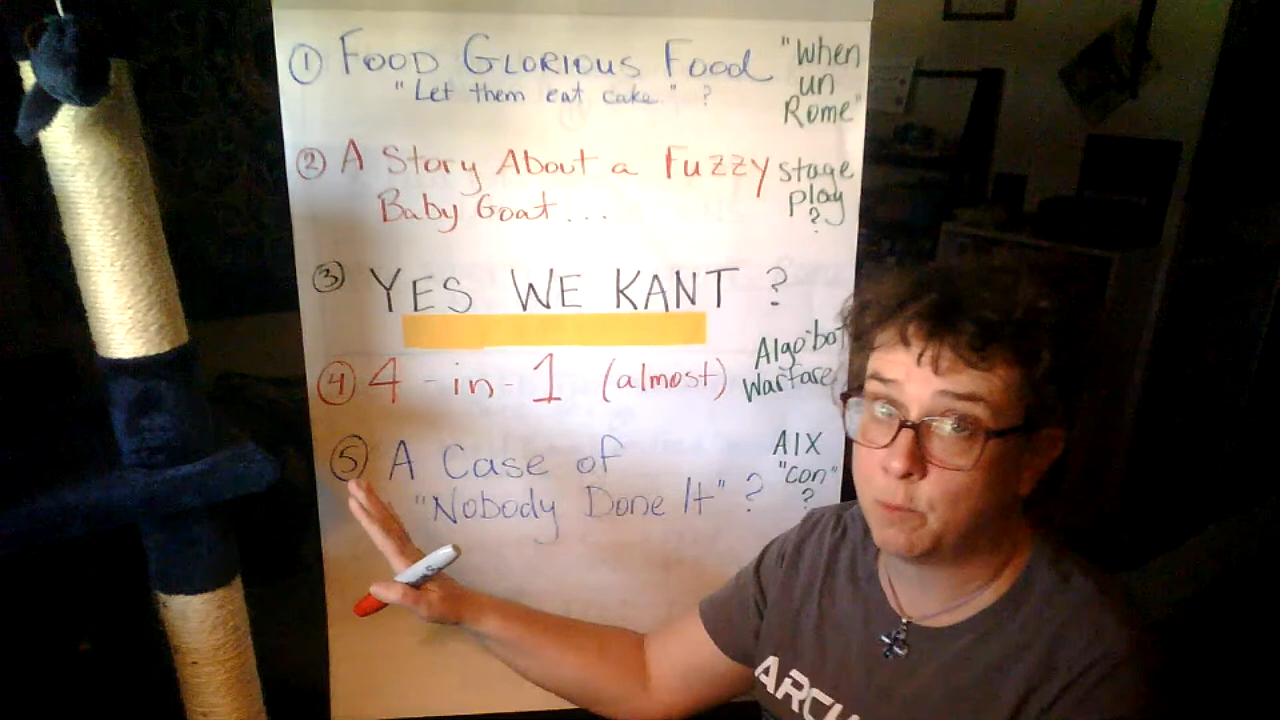 ① FOOD GLORIOUS FOOD
"Let them eat cake." ?
"When
un
Rome"
② A Story About a Fuzzy
Baby Goat...
Stage
play
?
③ YES WE KANT ?
④ 4-in-1 (almost)
Algo'bot
Warfare
⑤ A Case of
"Nobody Done It" ?
AIX
"Con"
?
ARCH